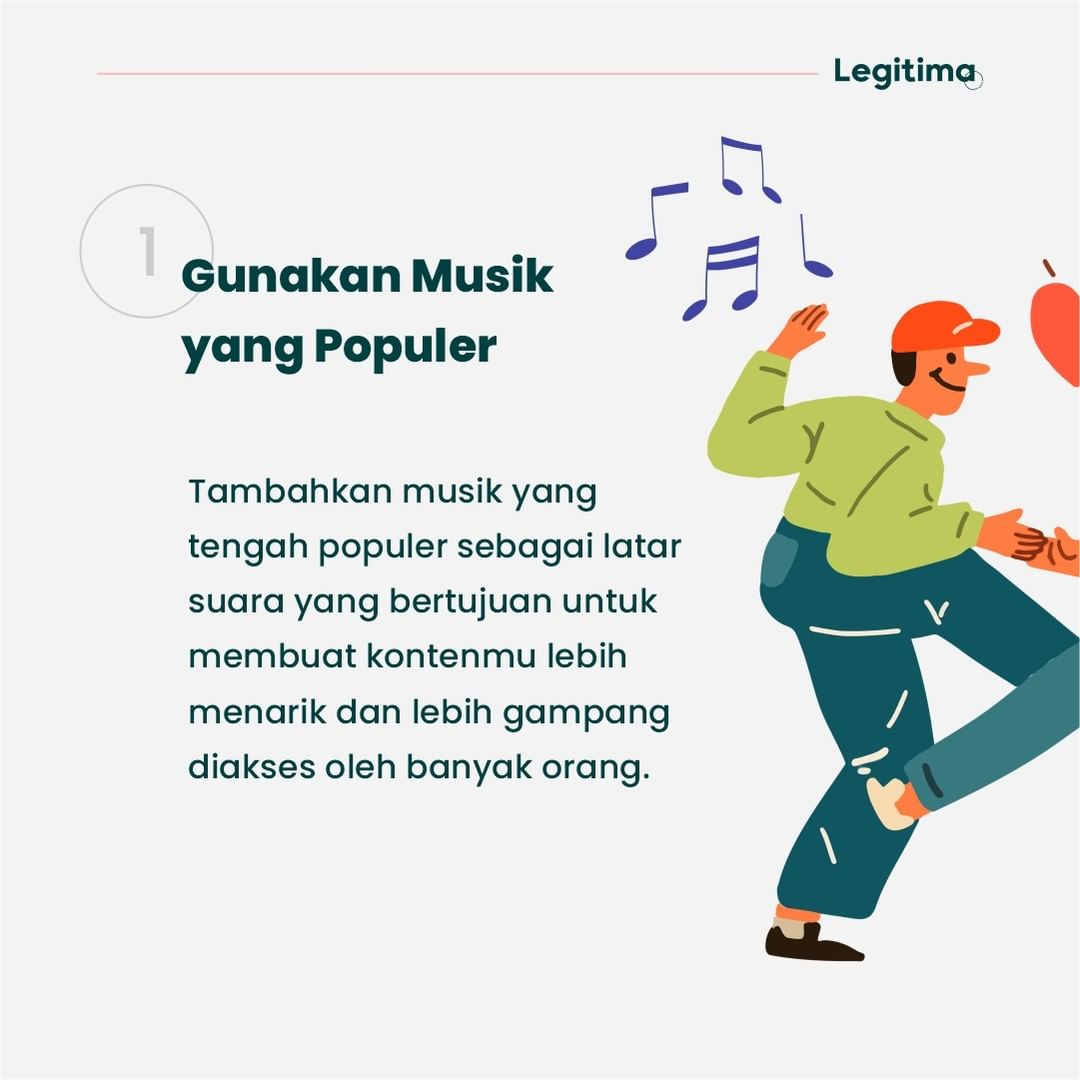 Legitima
1
Gunakan Musik
yang Populer
Tambahkan musik yang
tengah populer sebagai latar
suara yang bertujuan untuk
membuat kontenmu lebih
menarik dan lebih gampang
diakses oleh banyak orang.